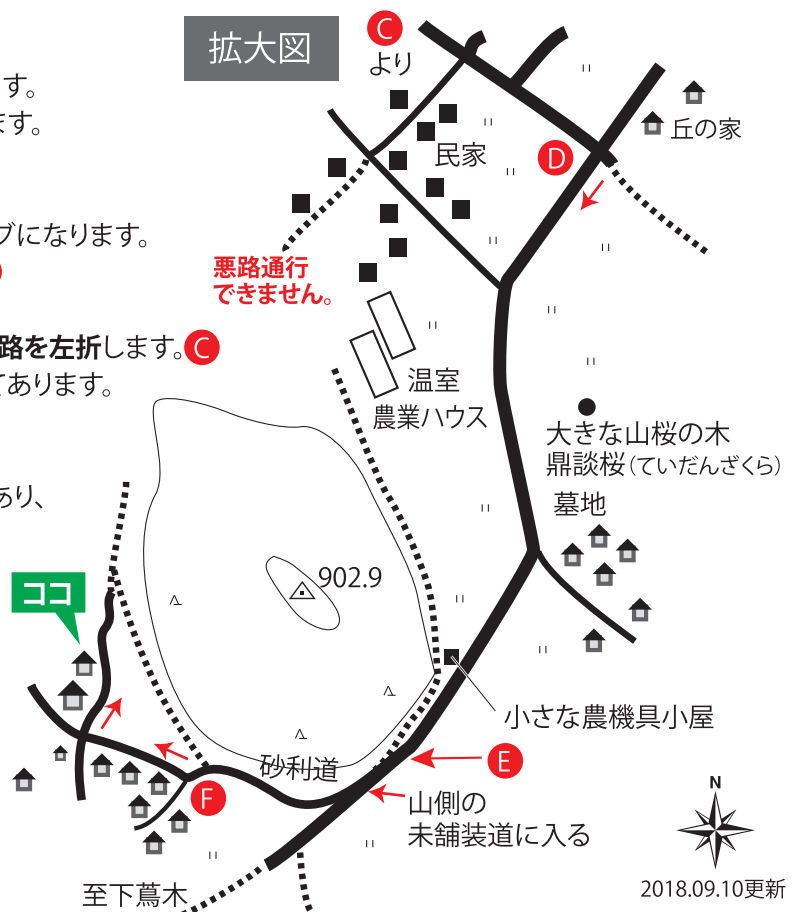 拡大図
C
より
す。
ます。
民家
D
丘の家
ブになります。
悪路通行
できません。
路を左折します。C
てあります。
温室
農業ハウス
大きな山桜の木
鼎談桜(ていだんざくら)
墓地
あり、
902.9
ココ
小さな農機具小屋
砂利道
E
F
山側の
未舗装道に入る
N
至下蔦木
2018.09.10更新